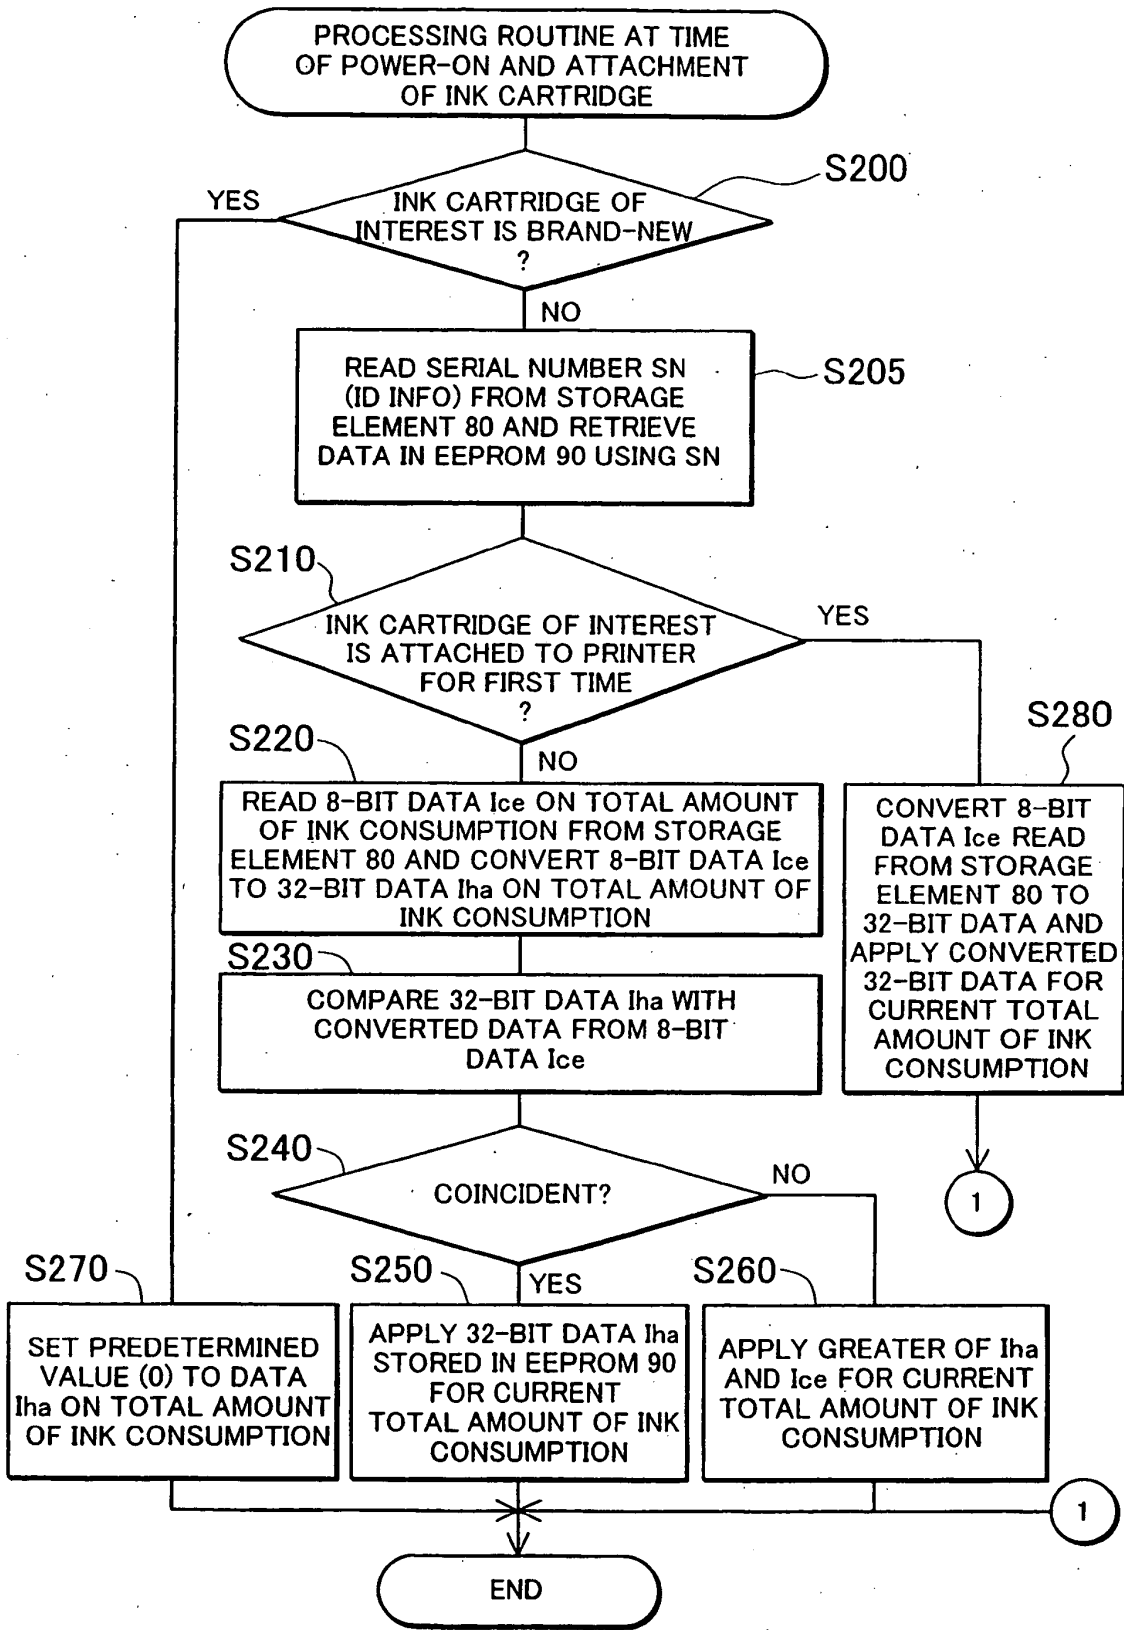 PROCESSING ROUTINE AT TIME
OF POWER-ON AND ATTACHMENT
OF INK CARTRIDGE
S200
YES
INK CARTRIDGE OF
INTEREST IS BRAND-NEW
?
NO
S205
READ SERIAL NUMBER SN
(ID INFO) FROM STORAGE
ELEMENT 80 AND RETRIEVE
DATA IN EEPROM 90 USING SN
S210
YES
INK CARTRIDGE OF INTEREST
IS ATTACHED TO PRINTER
FOR FIRST TIME
?
NO
S220
READ 8-BIT DATA Ice ON TOTAL AMOUNT
OF INK CONSUMPTION FROM STORAGE
ELEMENT 80 AND CONVERT 8-BIT DATA Ice
TO 32-BIT DATA Iha ON TOTAL AMOUNT OF
INK CONSUMPTION
S280
CONVERT 8-BIT
DATA Ice READ
FROM STORAGE
ELEMENT 80 TO
32-BIT DATA AND
APPLY CONVERTED
32-BIT DATA FOR
CURRENT TOTAL
AMOUNT OF INK
CONSUMPTION
1
S230
COMPARE 32-BIT DATA Iha WITH
CONVERTED DATA FROM 8-BIT
DATA Ice
S240
COINCIDENT?
NO
YES
S270
SET PREDETERMINED
VALUE (0) TO DATA
Iha ON TOTAL AMOUNT
OF INK CONSUMPTION
S250
APPLY 32-BIT DATA Iha
STORED IN EEPROM 90
FOR CURRENT
TOTAL AMOUNT OF INK
CONSUMPTION
S260
APPLY GREATER OF Iha
AND Ice FOR CURRENT
TOTAL AMOUNT OF INK
CONSUMPTION
1
END